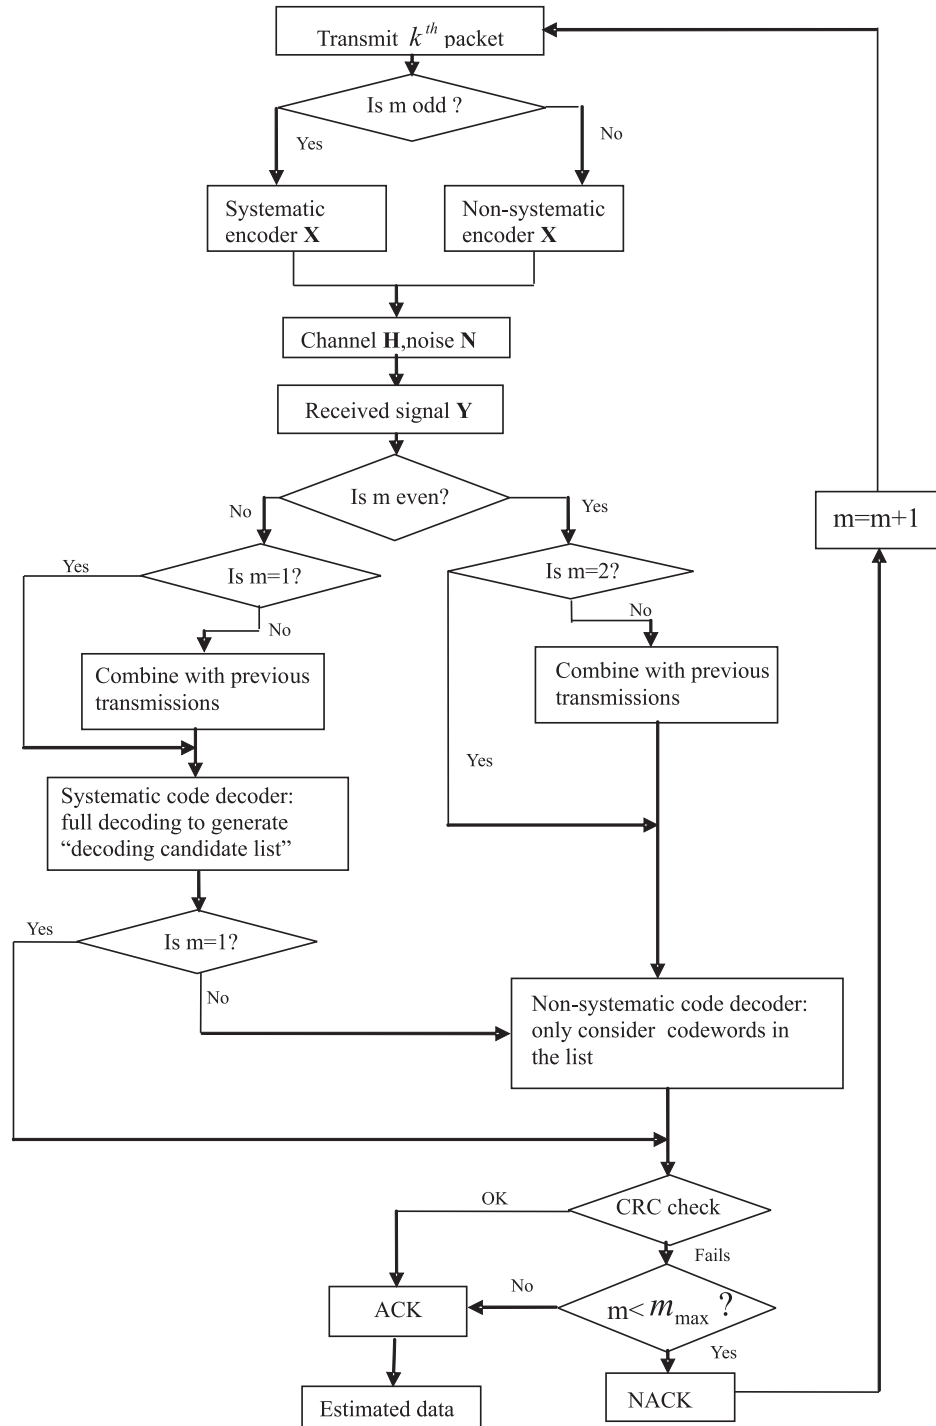 Transmit k^th packet
Is m odd ?
Yes
No
Systematic
encoder X
Non-systematic
encoder X
Channel H,noise N
Received signal Y
Is m even?
No
Yes
m=m+1
Yes
Is m=1?
Is m=2?
No
No
Combine with previous
transmissions
Combine with previous
transmissions
Yes
Systematic code decoder:
full decoding to generate
“decoding candidate list”
Yes
Is m=1?
No
Non-systematic code decoder:
only consider codewords in
the list
OK
CRC check
Fails
No
ACK
m< m_max ?
Yes
Estimated data
NACK